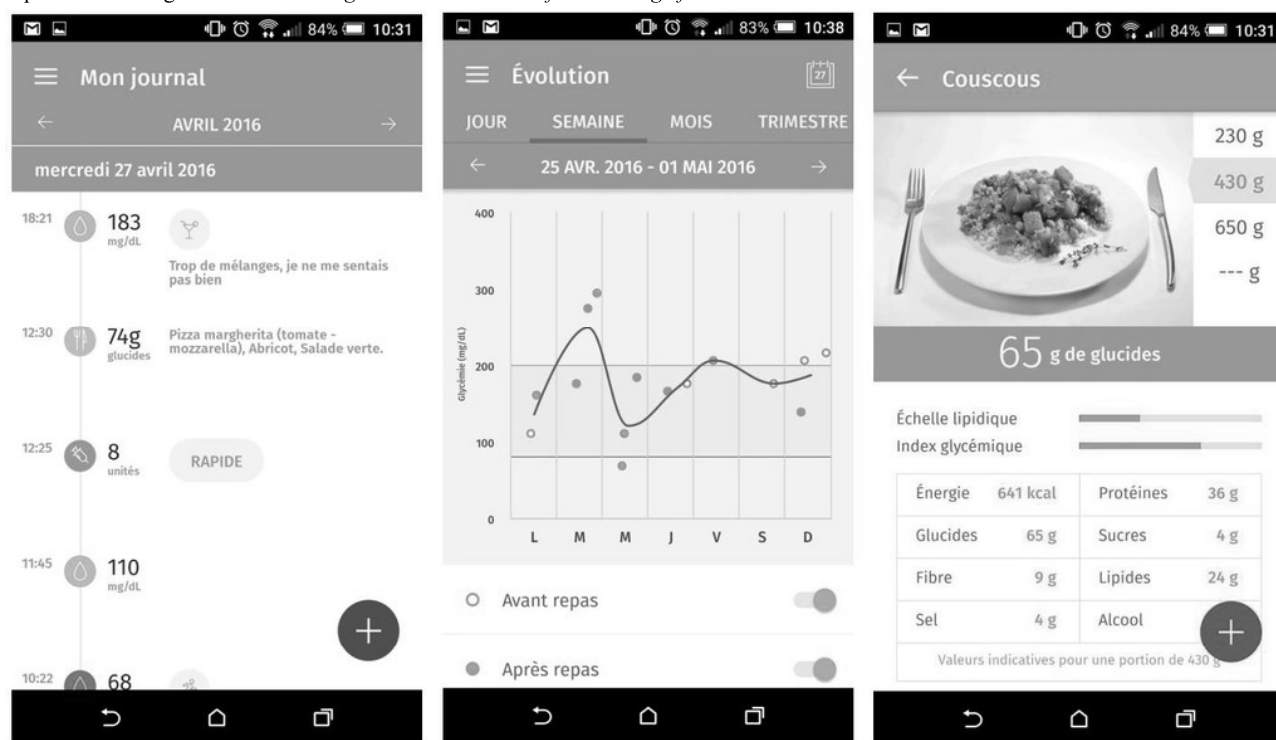 84% 10:31
Mon journal
AVRIL 2016
mercredi 27 avril 2016
18:21
183
mg/dL
Trop de mélanges, je ne me sentais
pas bien
12:30
74g
glucides
Pizza margherita (tomate -
mozzarella), Abricot, Salade verte.
12:25
8
unités
RAPIDE
11:45
110
mg/dL
10:22
68
83% 10:38
Évolution
27
JOUR SEMAINE MOIS TRIMESTRE
25 AVR. 2016 - 01 MAI 2016
Glycémie (mg/dL)
400
300
200
100
0
L M M J V S D
Avant repas
Après repas
84% 10:31
Couscous
230 g
430 g
650 g
--- g
65 g de glucides
Échelle lipidique
Index glycémique
Énergie 641 kcal Protéines 36 g
Glucides 65 g Sucres 4 g
Fibre 9 g Lipides 24 g
Sel 4 g Alcool
Valeurs indicatives pour une portion de 430 g